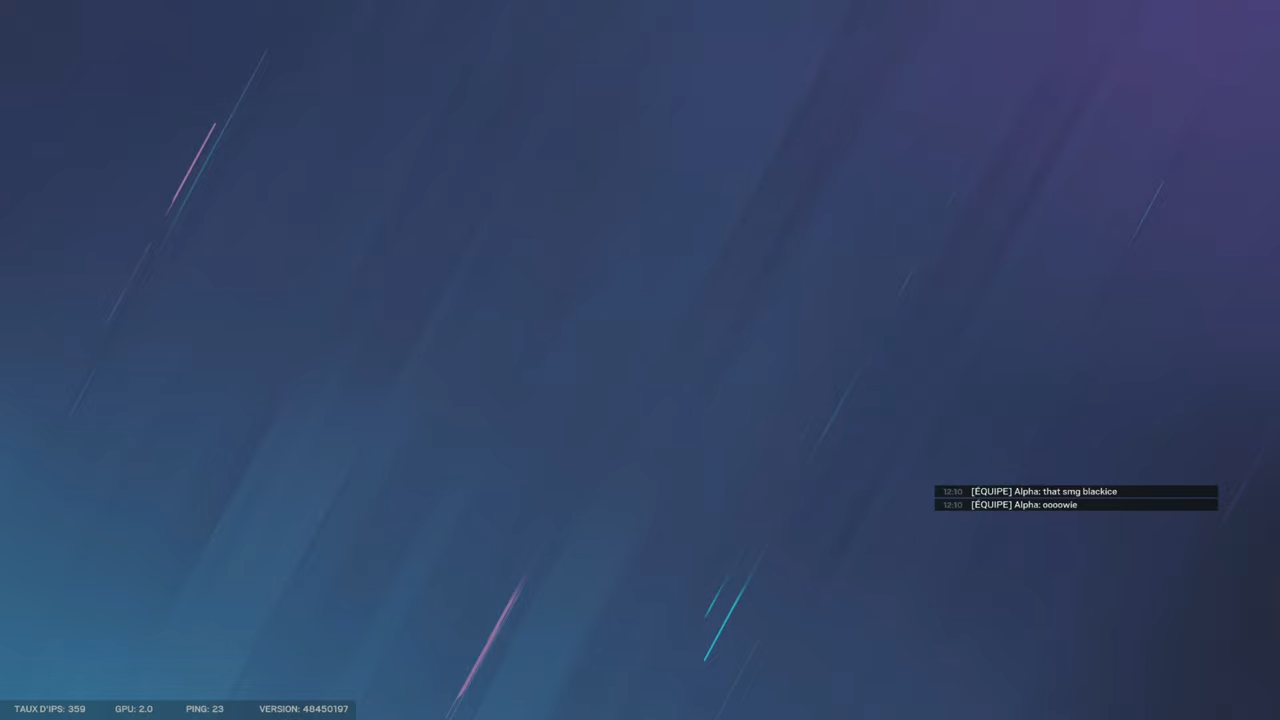 12:10 [ÉQUIPE] Alpha: that smg blackice
12:10 [ÉQUIPE] Alpha: oooowie
TAUX D'IPS: 359 GPU: 2.0 PING: 23 VERSION: 48450197